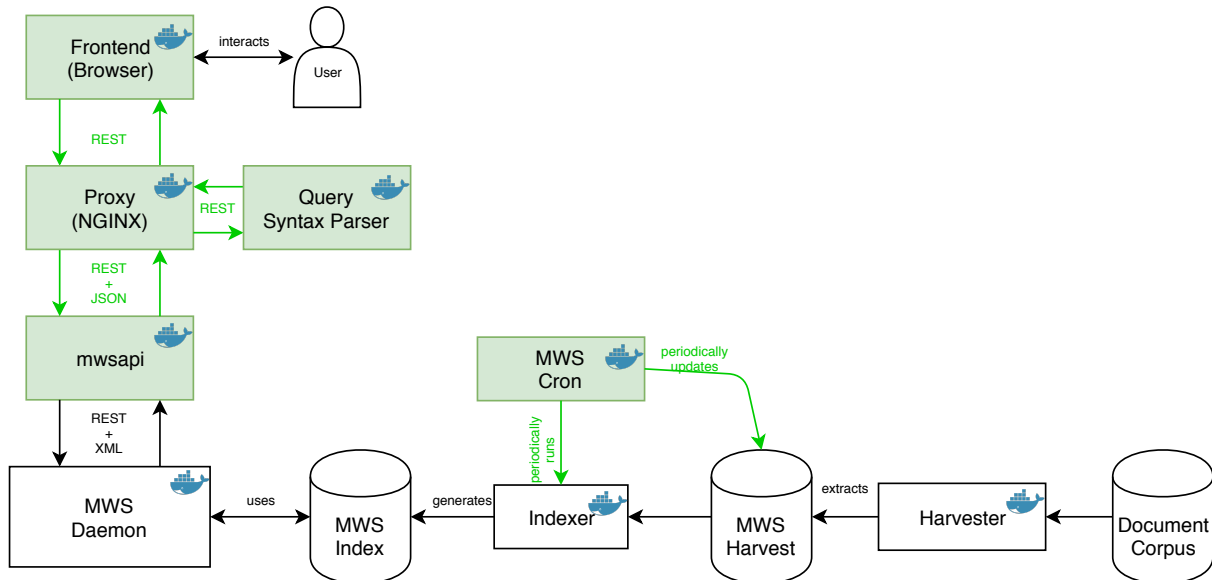 Frontend
(Browser)
interacts
User
REST
Proxy
(NGINX)
REST
Query
Syntax Parser
REST
+
JSON
mwsapi
MWS
Cron
periodically
updates
REST
+
XML
periodically
runs
MWS
Daemon
uses
MWS
Index
generates
Indexer
MWS
Harvest
extracts
Harvester
Document
Corpus